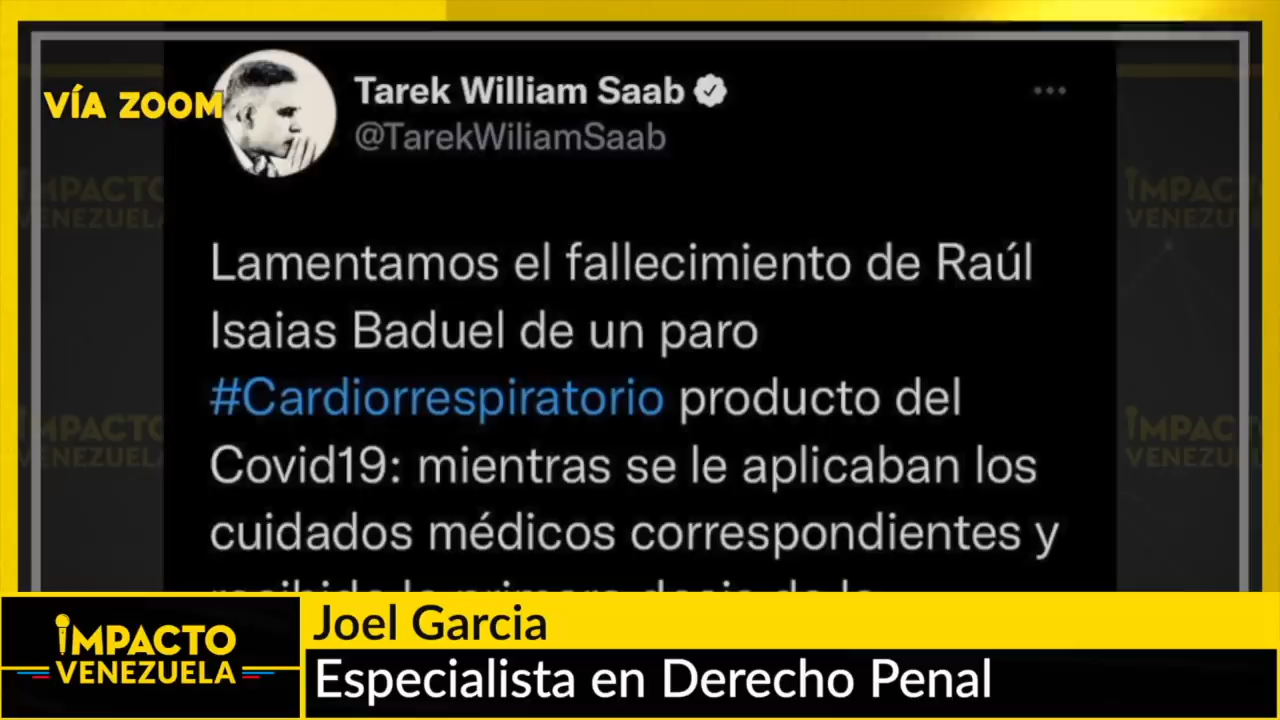 VÍA ZOOM
Tarek William Saab
@TarekWiliamSaab
Lamentamos el fallecimiento de Raúl
Isaias Baduel de un paro
#Cardiorrespiratorio producto del
Covid19: mientras se le aplicaban los
cuidados médicos correspondientes y
IMPACTO
VENEZUELA
Joel Garcia
Especialista en Derecho Penal